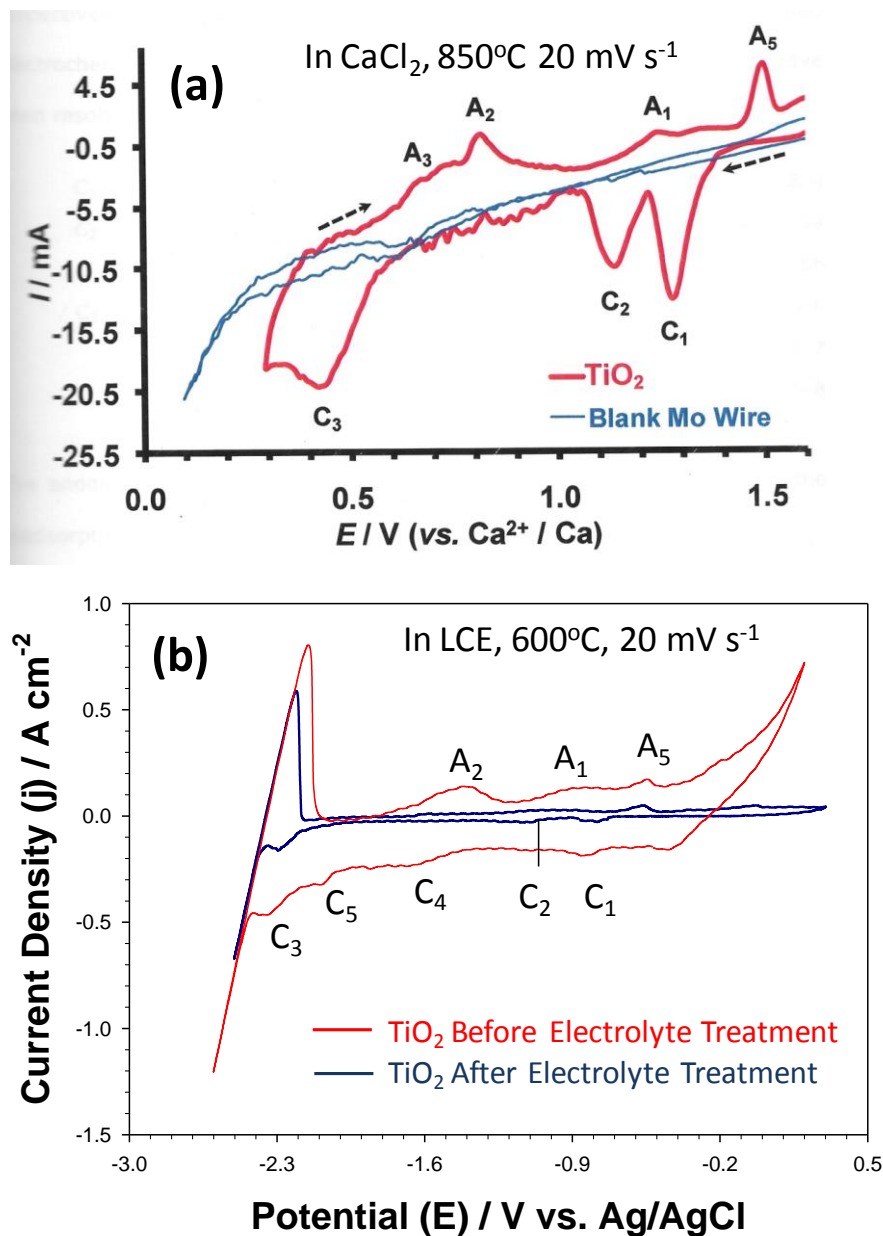 In CaCl₂, 850°C 20 mV s⁻¹
(a)
A₅
A₂
A₁
A₃
4.5
-0.5
-5.5
-10.5
-15.5
-20.5
-25.5
I / mA
C₂
C₁
C₃
TiO₂
Blank Mo Wire
0.0 0.5 1.0 1.5
E / V (vs. Ca²⁺ / Ca)
(b)
In LCE, 600°C, 20 mV s⁻¹
1.0
0.5
0.0
-0.5
-1.0
-1.5
Current Density (j) / A cm⁻²
A₂ A₁ A₅
C₃ C₅ C₄ C₂ C₁
TiO₂ Before Electrolyte Treatment
TiO₂ After Electrolyte Treatment
-3.0 -2.3 -1.6 -0.9 -0.2 0.5
Potential (E) / V vs. Ag/AgCl